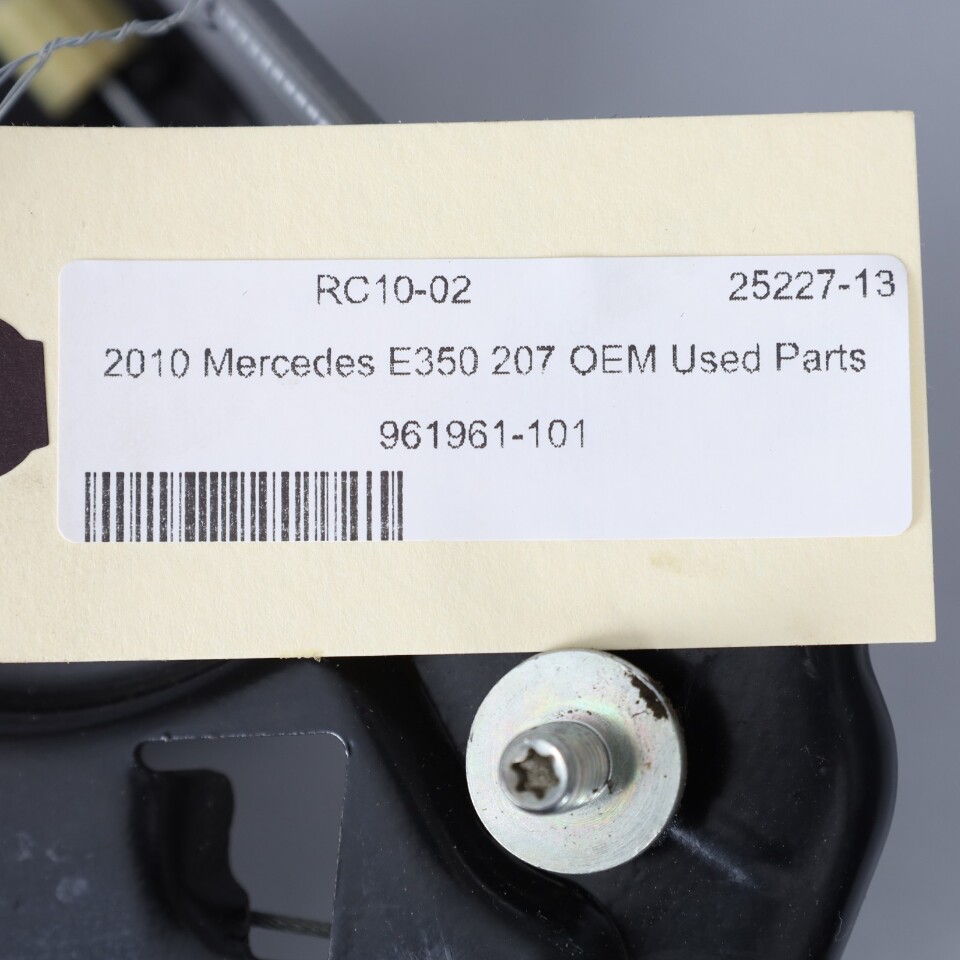 RC10-02 25227-13
2010 Mercedes E350 207 OEM Used Parts
961961-101